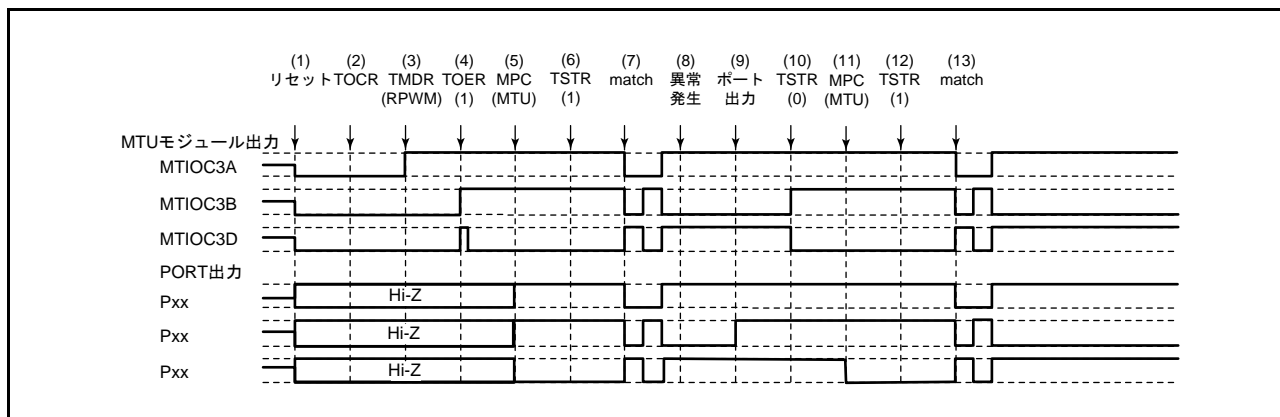 (1) (2) (3) (4) (5) (6) (7) (8) (9) (10) (11) (12) (13)
リセット TOCR TMDR TOER MPC TSTR match 異常 ポート TSTR MPC TSTR match
(RPWM) (1) (MTU) (1) 発生 出力 (0) (MTU) (1)
MTUモジュール出力
MTIOC3A
MTIOC3B
MTIOC3D
PORT出力
Pxx Hi-Z
Pxx Hi-Z
Pxx Hi-Z